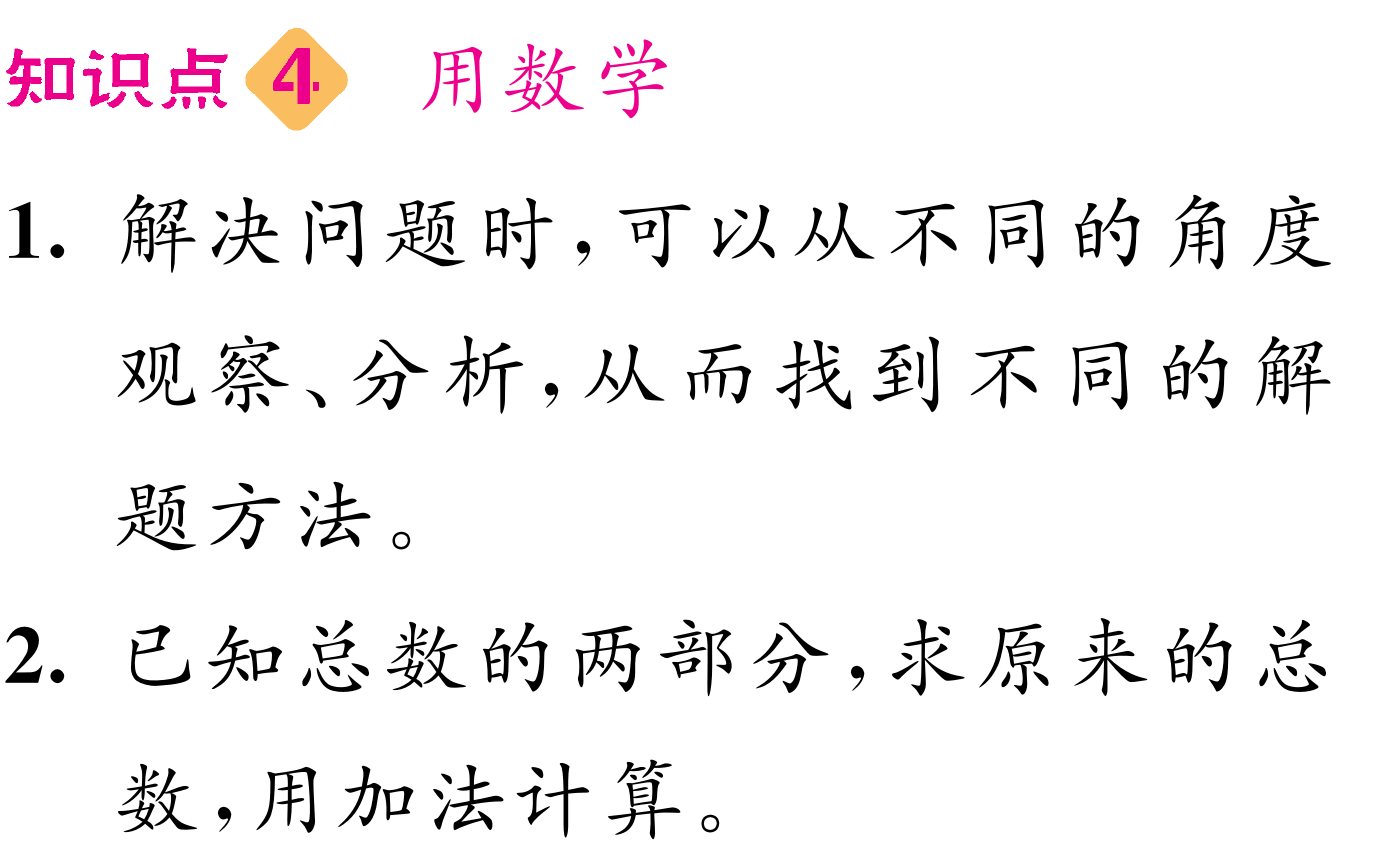 知识点4 用数学
1. 解决问题时,可以从不同的角度
观察、分析,从而找到不同的解
题方法。
2. 已知总数的两部分,求原来的总
数,用加法计算。